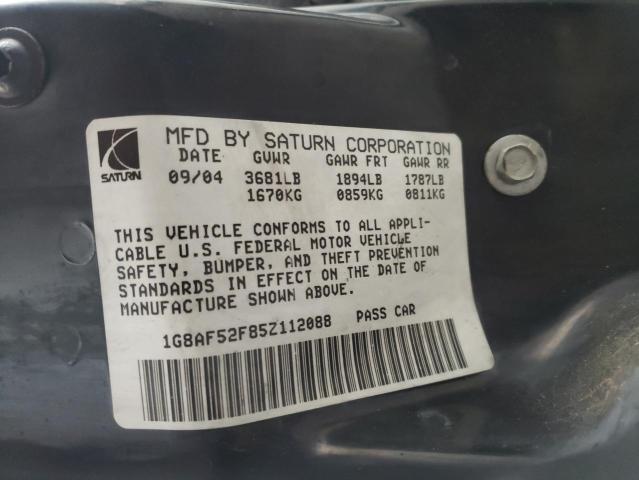 MFD BY SATURN CORPORATION
SATURN
DATE GVWR GAWR FRT GAWR RR
09/04 3681LB 1894LB 1787LB
1670KG 0859KG 0811KG
THIS VEHICLE CONFORMS TO ALL APPLI-
CABLE U.S. FEDERAL MOTOR VEHICLE
SAFETY, BUMPER, AND THEFT PREVENTION
STANDARDS IN EFFECT ON THE DATE OF
MANUFACTURE SHOWN ABOVE.
1G8AF52F85Z112088 PASS CAR